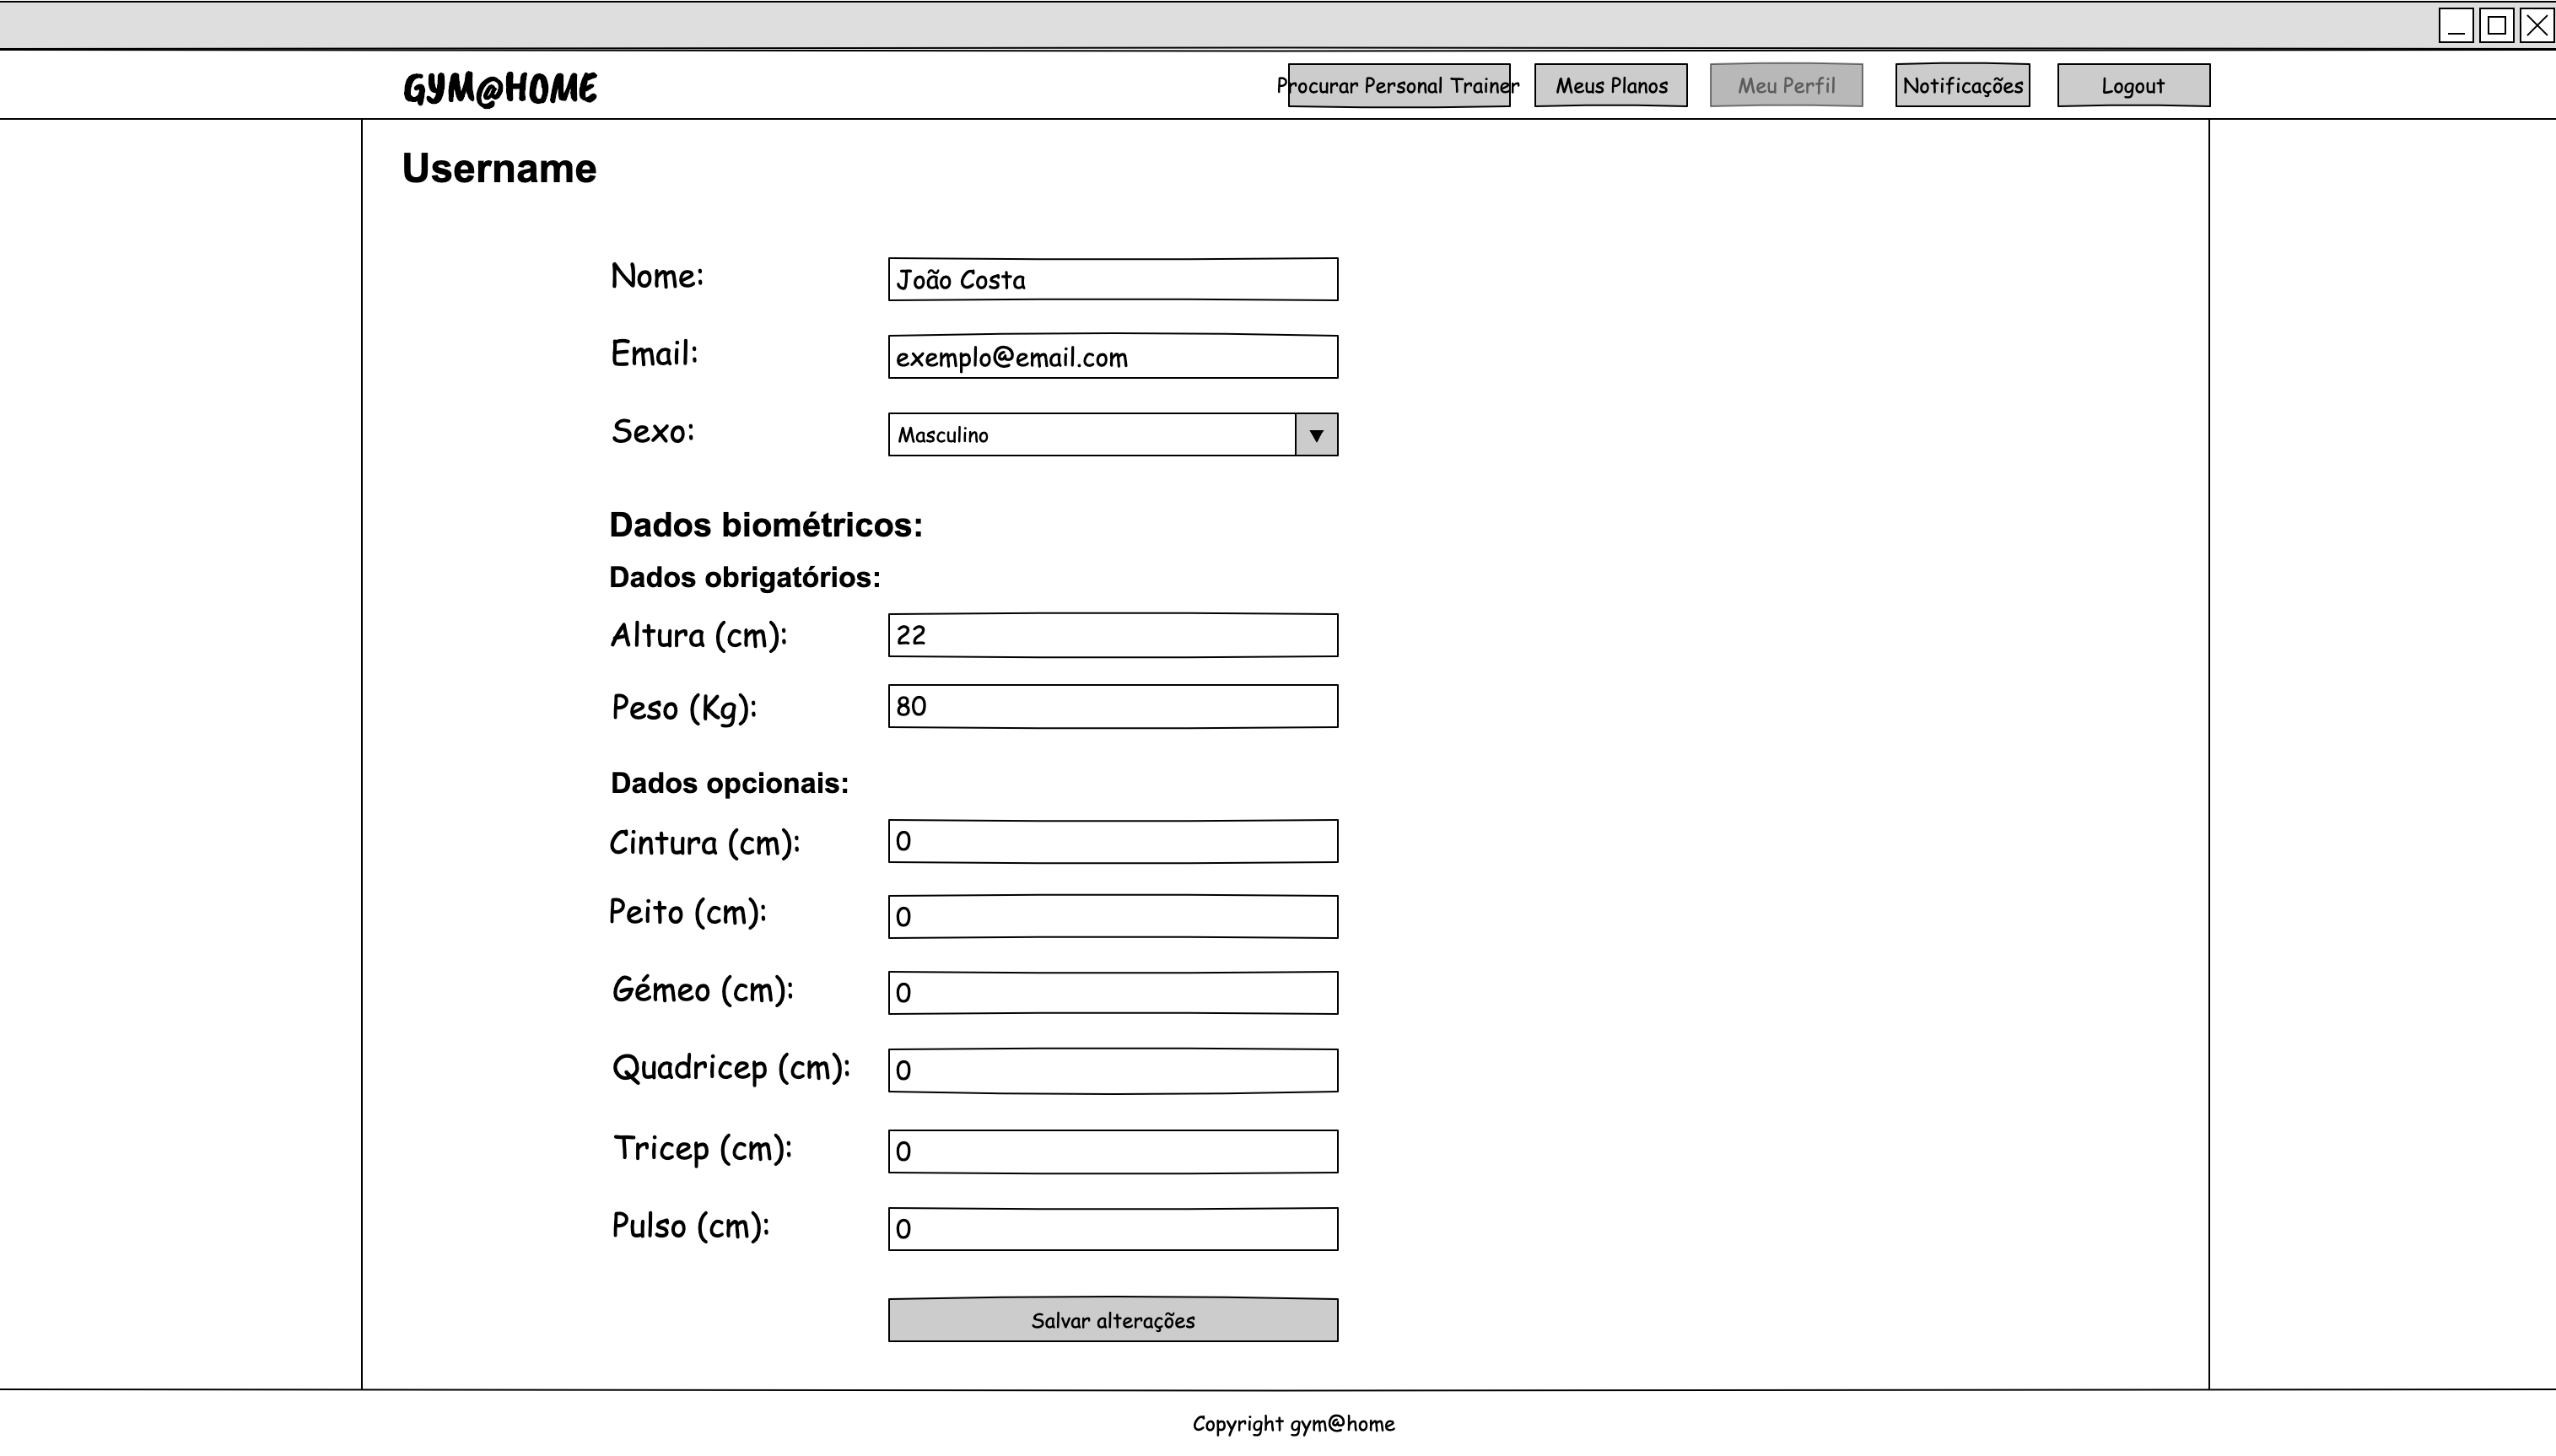 GYM@HOME
Procurar Personal Trainer
Meus Planos
Meu Perfil
Notificações
Logout
Username
Nome:
João Costa
Email:
exemplo@email.com
Sexo:
Masculino
Dados biométricos:
Dados obrigatórios:
Altura (cm):
22
Peso (Kg):
80
Dados opcionais:
Cintura (cm):
0
Peito (cm):
0
Gémeo (cm):
0
Quadricep (cm):
0
Tricep (cm):
0
Pulso (cm):
0
Salvar alterações
Copyright gym@home